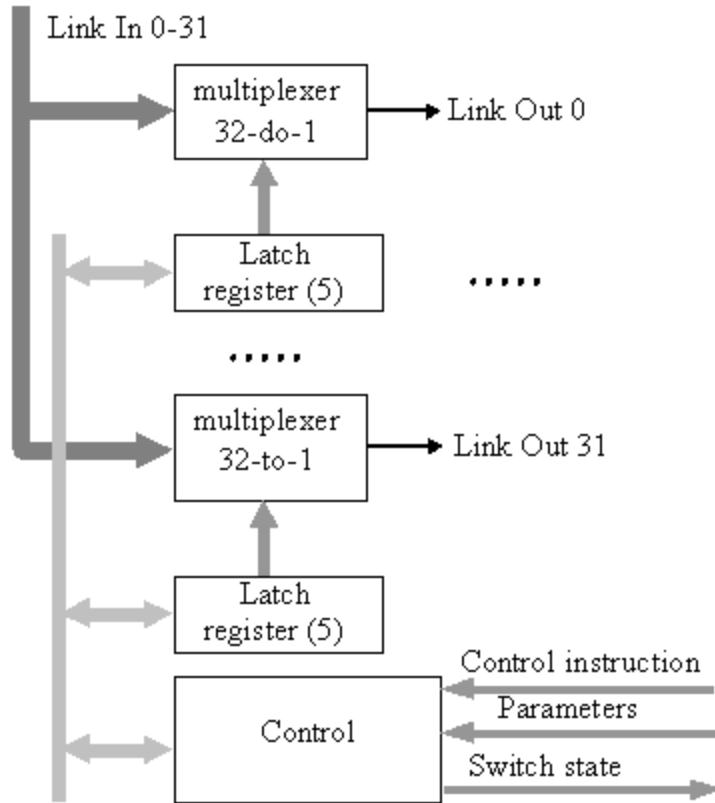 Link In 0-31
multiplexer
32-do-1
Link Out 0
Latch
register (5)
.....
.....
multiplexer
32-to-1
Link Out 31
Latch
register (5)
Control instruction
Parameters
Control
Switch state